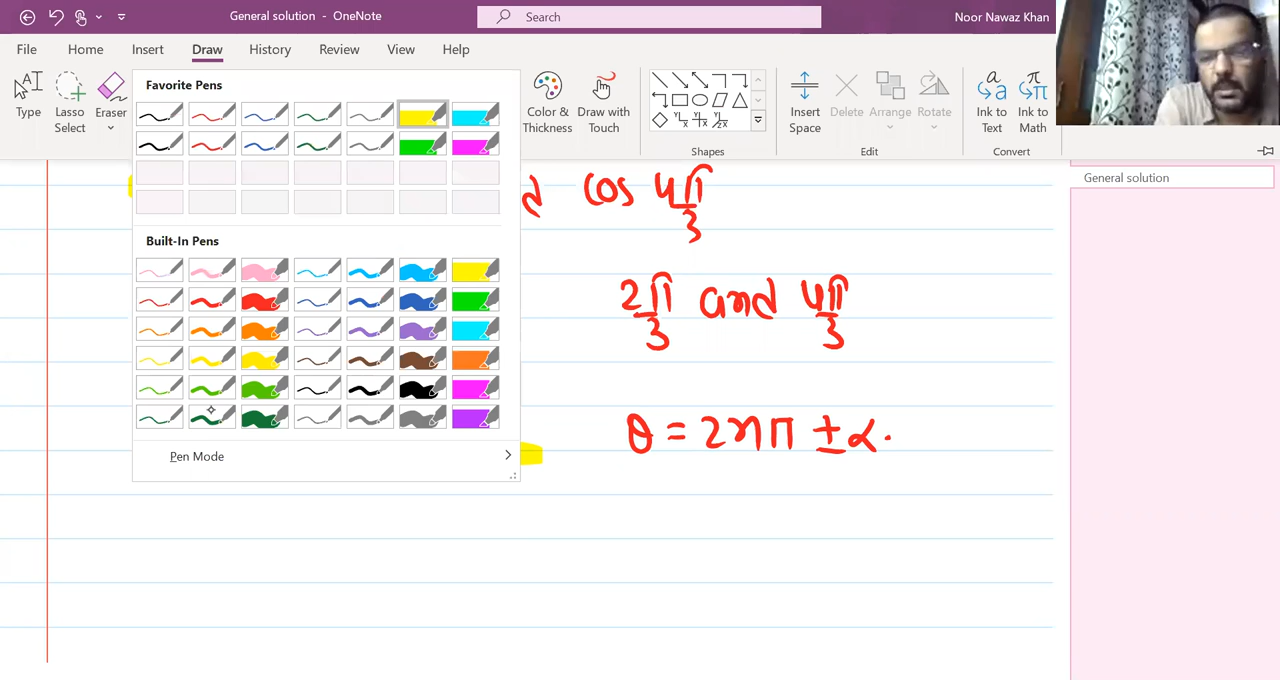 General solution - OneNote
Search
Noor Nawaz Khan
File Home Insert Draw History Review View Help
Type
Lasso Select
Eraser
Favorite Pens
Color & Thickness
Draw with Touch
Shapes
Insert Space
Delete
Arrange
Rotate
Edit
Ink to Text
Ink to Math
Convert
General solution
cos 4π/3
Built-In Pens
2π/3 and 4π/3
θ = 2nπ ± α.
Pen Mode